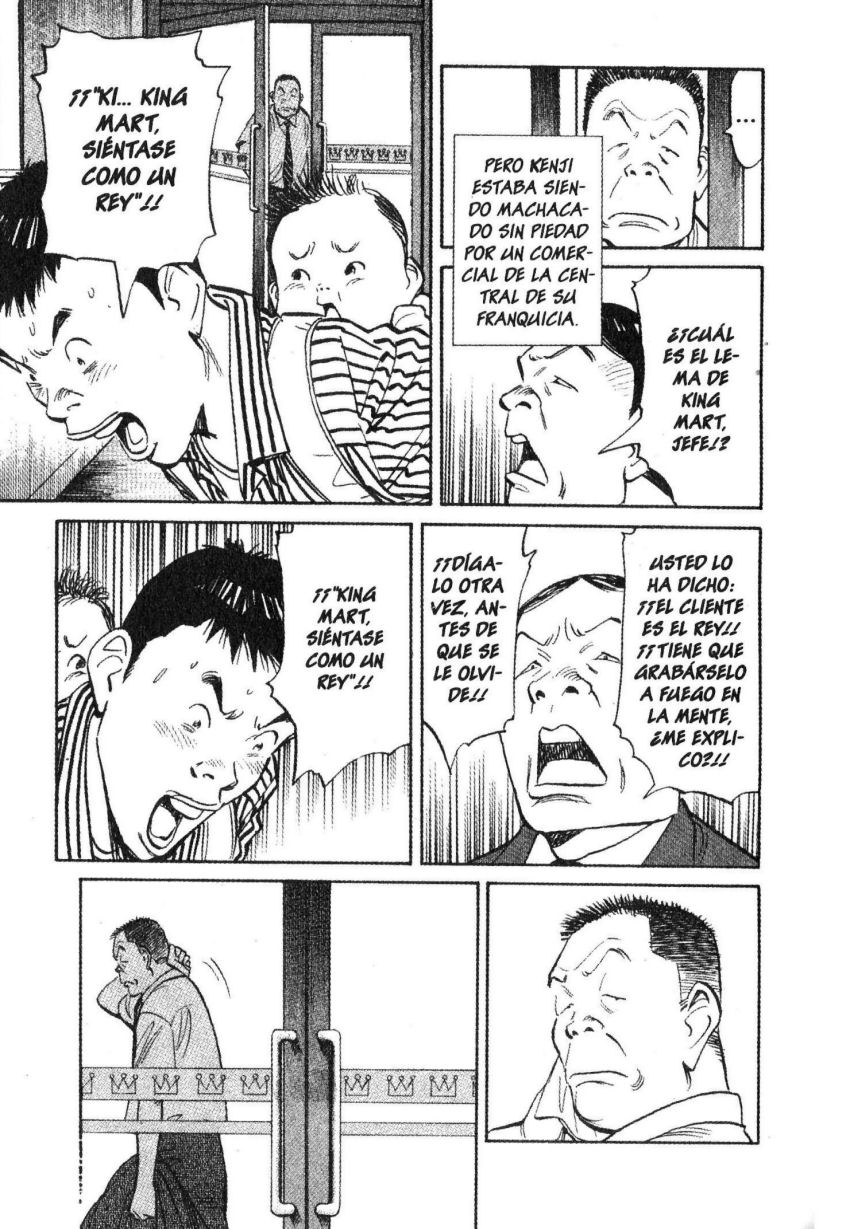 ...
PERO KENJI
ESTABA SIEN-
DO MACHACA-
DO SIN PIEDAD
POR UN COMER-
CIAL DE LA CEN-
TRAL DE SU
FRANQUICIA.
¿¡CUÁL
ES EL LE-
MA DE
KING
MART,
JEFE!?
¡¡"KI... KING
MART,
SIÉNTASE
COMO UN
REY"!!
USTED LO
HA DICHO:
¡¡EL CLIENTE
ES EL REY!!
¡¡TIENE QUE
GRABÁRSELO
A FUEGO EN
LA MENTE,
¿ME EXPLI-
CO?!!
¡¡DÍGA-
LO OTRA
VEZ, AN-
TES DE
QUE SE
LE OLVI-
DE!!
¡¡"KING
MART,
SIÉNTASE
COMO UN
REY"!!